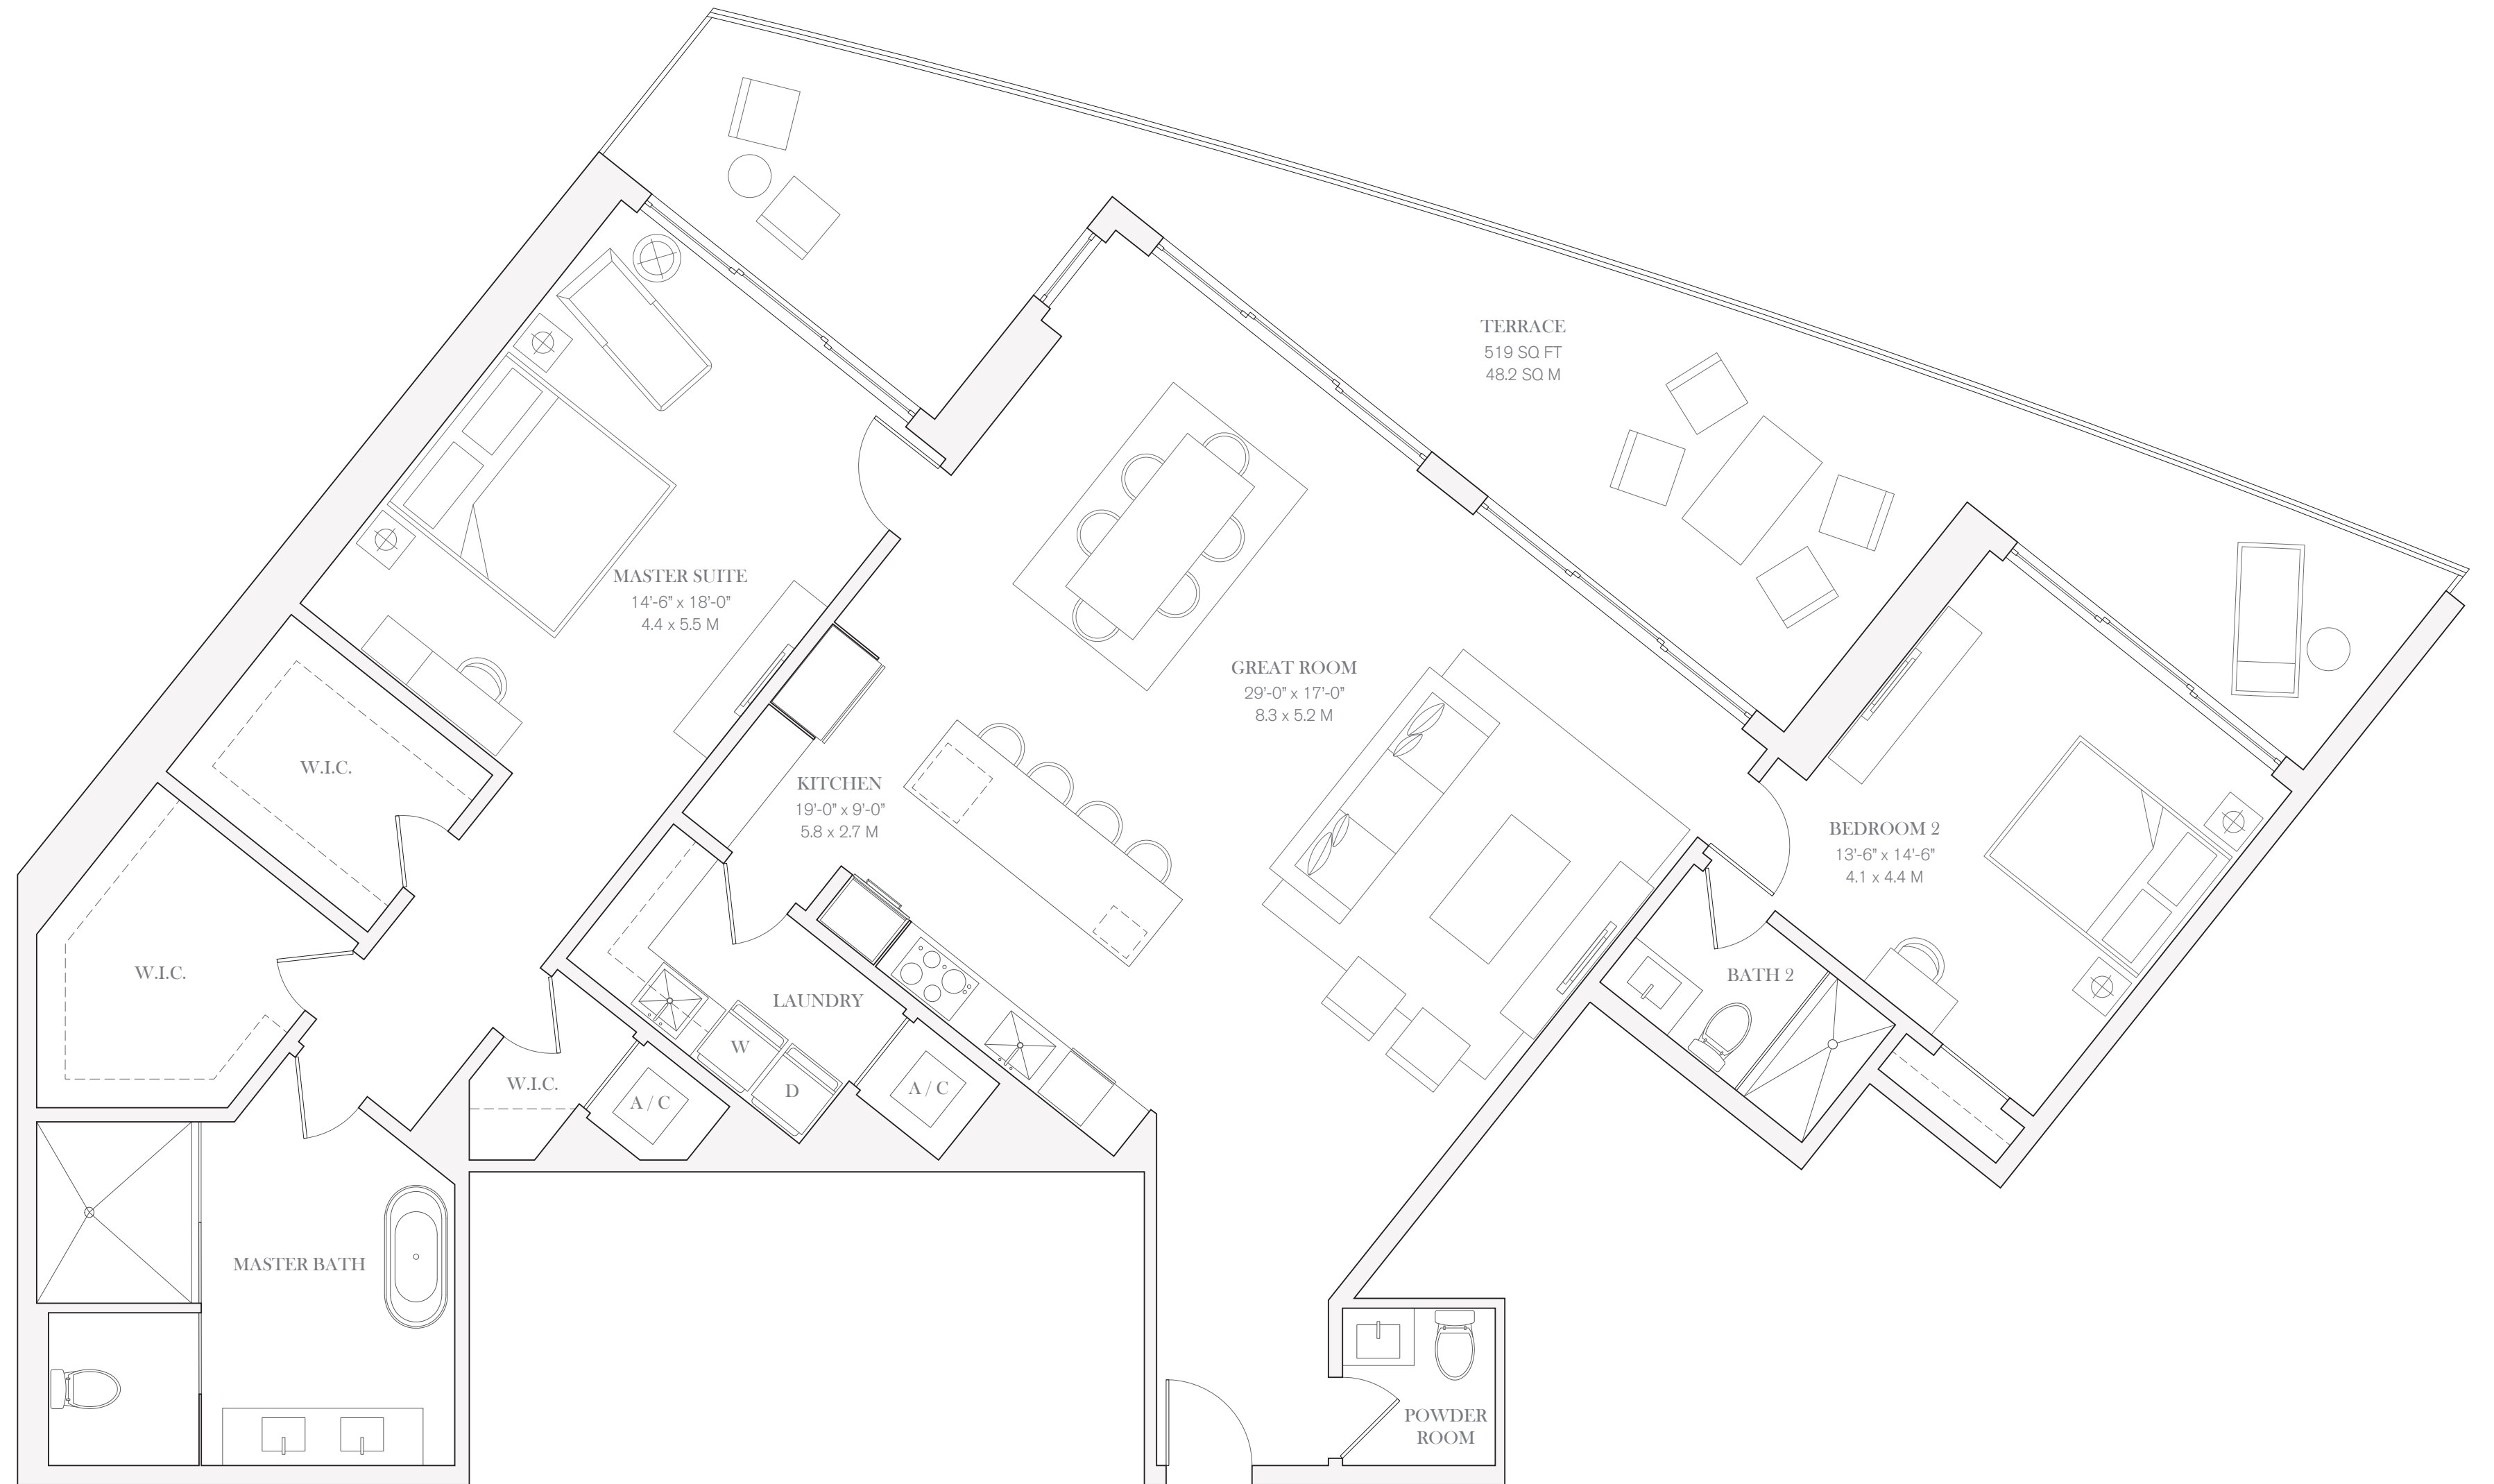 TERRACE
519 SQ FT
48.2 SQ M
MASTER SUITE
14'-6" x 18'-0"
4.4 x 5.5 M
GREAT ROOM
29'-0" x 17'-0"
8.3 x 5.2 M
W.I.C.
KITCHEN
19'-0" x 9'-0"
5.8 x 2.7 M
BEDROOM 2
13'-6" x 14'-6"
4.1 x 4.4 M
W.I.C.
BATH 2
LAUNDRY
W
D
W.I.C.
A / C
A / C
MASTER BATH
POWDER
ROOM